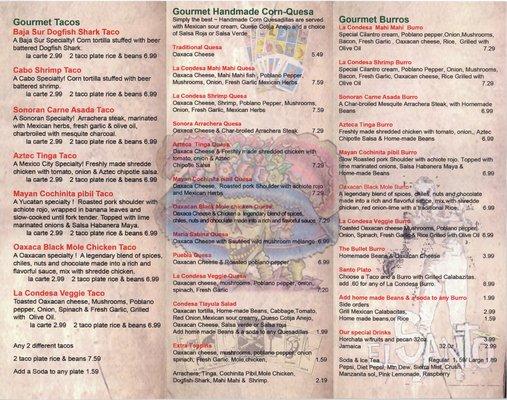 Gourmet Tacos
Baja Sur Dogfish Shark Taco
A Baja Sur Specialty! Corn tortilla stuffed with beer
battered Dogfish Shark.
la carte 2.99 2 taco plate rice & beans 6.99
Cabo Shrimp Taco
A Cabo Specialty! Corn tortilla stuffed with beer
battered shrimp.
la carte 2.99 2 taco plate rice & beans 6.99
Sonoran Carne Asada Taco
A Sonoran Specialty! Arrachera steak, marinated
with Mexican herbs, fresh garlic & olive oil,
charbroiled with mesquite charcoal.
la carte 2.99 2 taco plate rice & beans 6.99
Aztec Tinga Taco
A Mexico City Specialty! Freshly made shredde
chicken with tomato, onion & Aztec chipotle salsa.
la carte 2.99 2 taco plate rice & beans 6.99
Mayan Cochinita pibil Taco
A Yucatan specialty ! Roasted pork shoulder with
achiote rojo, wrapped in banana leaves and
slow-cooked until fork tender! Topped with lime
marinated onions & Salsa Habanera Maya.
la carte 2.99 2 taco plate rice & beans 6.99
Oaxaca Black Mole Chicken Taco
A Oaxacan specialty ! A legendary blend of spices,
chiles, nuts and chocolate made into a rich and
flavorful sauce, mix with shredde chicken.
la carte 2.99 2 taco plate rice & beans 6.99
La Condesa Veggie Taco
Toasted Oaxacan cheese, Mushrooms, Poblano
pepper, Onion, Spinach & Fresh Garlic, Grilled
with Olive oil.
la carte 2.99 2 taco plate rice & beans 6.99
Any 2 different tacos
2 taco plate rice & beans 7.59
Add a Soda to any plate 1.59
Gourmet Handmade Corn-Quesa
Simply the best ~ Handmade Corn Quesadillas are served
with Mexican sour cream, Quezo Cotija Anejo and a choice
of Salsa Roja or Salsa Verde
Traditional Quesa
Oaxaca Cheese 5.49
La Condesa Mahi Mahi Quesa
Oaxaca Cheese, Mahi Mahi fish, Poblano Pepper,
Mushrooms, Onion, Fresh Garlic Mexican Herbs 7.59
La Condesa Shrimp Quesa
Oaxaca Cheese, Shrimp, Poblano Pepper, Mushrooms,
Onion, Fresh Garlic, Mexican Herbs 7.59
Sonora Arrachera Quesa
Oaxaca Cheese & Char-broiled Arrachera Steak 7.29
Azteca Tinga Quesa
Oaxaca Cheese & Freshly made shredded chicken with
tomato, onion & Aztec
Chipotle Salsa 7.29
Mayan Cochinita Maya Quesa
Oaxaca Cheese, Roasted pork shoulder with achiote rojo
and Mexican Herbs 7.29
Oaxacan Black Mole chicken Quesa
Oaxaca Cheese & Chicken a legendary blend of spices,
chiles, nuts and chocolate made into a rich and flavorful sauce 7.29
Maria Sabina Quesa
Oaxaca Cheese with Sauteed wild mushroom mélange 6.99
Puebla Quesa
Oaxaca Cheese & Roasted poblano pepper 6.99
La Condesa Veggie Quesa
Oaxacan cheese, mushrooms, poblano pepper, onion,
spinach, Fresh Garlic 6.99
Condesa Tlayula Salad
Oaxacan tortilla, Home-made Beans, Cabbage,Tomato,
Red Onion,Mexican sour creamy, Queso Cotija Anejo,
Oaxacan Cheese, Salsa verde or Salsa roja
Add home made beans & a soda to any Quesadillas 1.99
Extra Topping
Oaxacan cheese, mushrooms, poblano pepper, onion
spinach, Fresh Garlic, Mole chicken. 1.59
Arrachera, Tinga, Cochinita Pibil,Mole Chicken,
Dogfish-Shark, Mahi Mahi & Shrimp. 2.19
Gourmet Burros
La Condesa Mahi Mahi Burro
Special Cilantro cream, Poblano pepper,Onion,Mushrooms,
Bacon, Fresh Garlic, Oaxacan cheese, Rice, Grilled with
Olive Oil 7.29
La Condesa Shrimp Burro
Special Cilantro cream, Poblano pepper, Onion, Mushrooms,
Bacon, Fresh Garlic, Oaxacan cheese, Rice Grilled with
Olive Oil 7.29
Sonoran Carne Asada Burro
A Char-broiled Mesquite Arrachera Steak, with Homemade
Beans 6.99
Azteca Tinga Burro
Freshly made shredded chicken with tomato, onion, Aztec
Chipotle Salsa & Home-made Beans 6.99
Mayan Cochinita pibil Burro
Slow Roasted Pork Shoulder with achiote rojo. Topped with
lime marinated onions, Salsa Habanera Maya &
Home-made Beans 6.99
Oaxacan Black Mole Burro
A legendary blend of spices, chiles, nuts and chocolate
made into a rich and flavorful sauce, mix with shredde
chicken, red onion-lime with a traditional Rice 6.99
La Condesa Veggie Burro
Toasted Oaxacan cheese Mushrooms, Poblano pepper,
Onion, Spinach, Fresh Garlic & Rice Grilled with Olive Oil 6.99
The Bullet Burro
Homemade Beans & Oaxacan Cheese 3.99
Santo Plato
Choose a Taco and a Burro with Grilled Calabazitas.
add .60 for any of La Condesa Burro. 8.99
Add home made Beans & a soda to any Burro 1.99
Side orders
Grill Mexican Calabazitas, 2.99
Home made beans,or Rice 1.59
Our special Drinks
Horchata w/fruits and pecan 32oz 3.99
Jamaica 32oz 2.99
Soda & Ice Tea Regular 1.59/ Large 1.89
Pepsi, Diet Pepsi, Mtn Dew, Sierra Mist, Crush,
Manzanita sol, Pink Lemonade, Raspberry